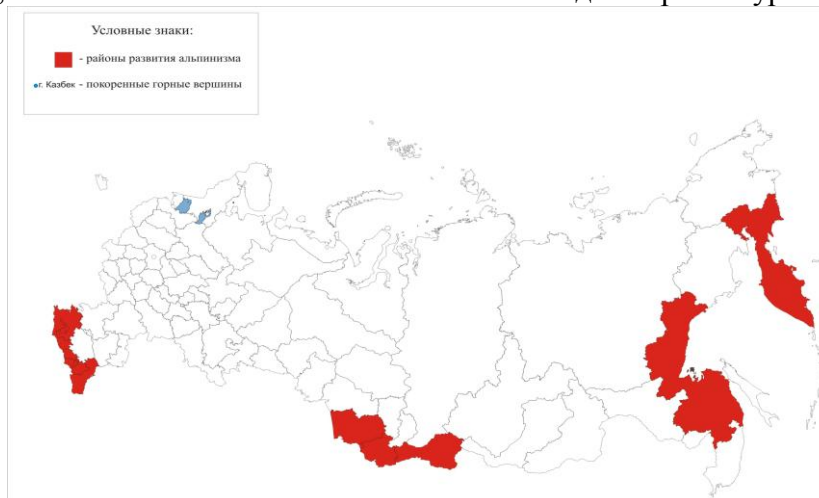 Условные знаки:
- районы развития альпинизма
г. Казбек - покоренные горные вершины